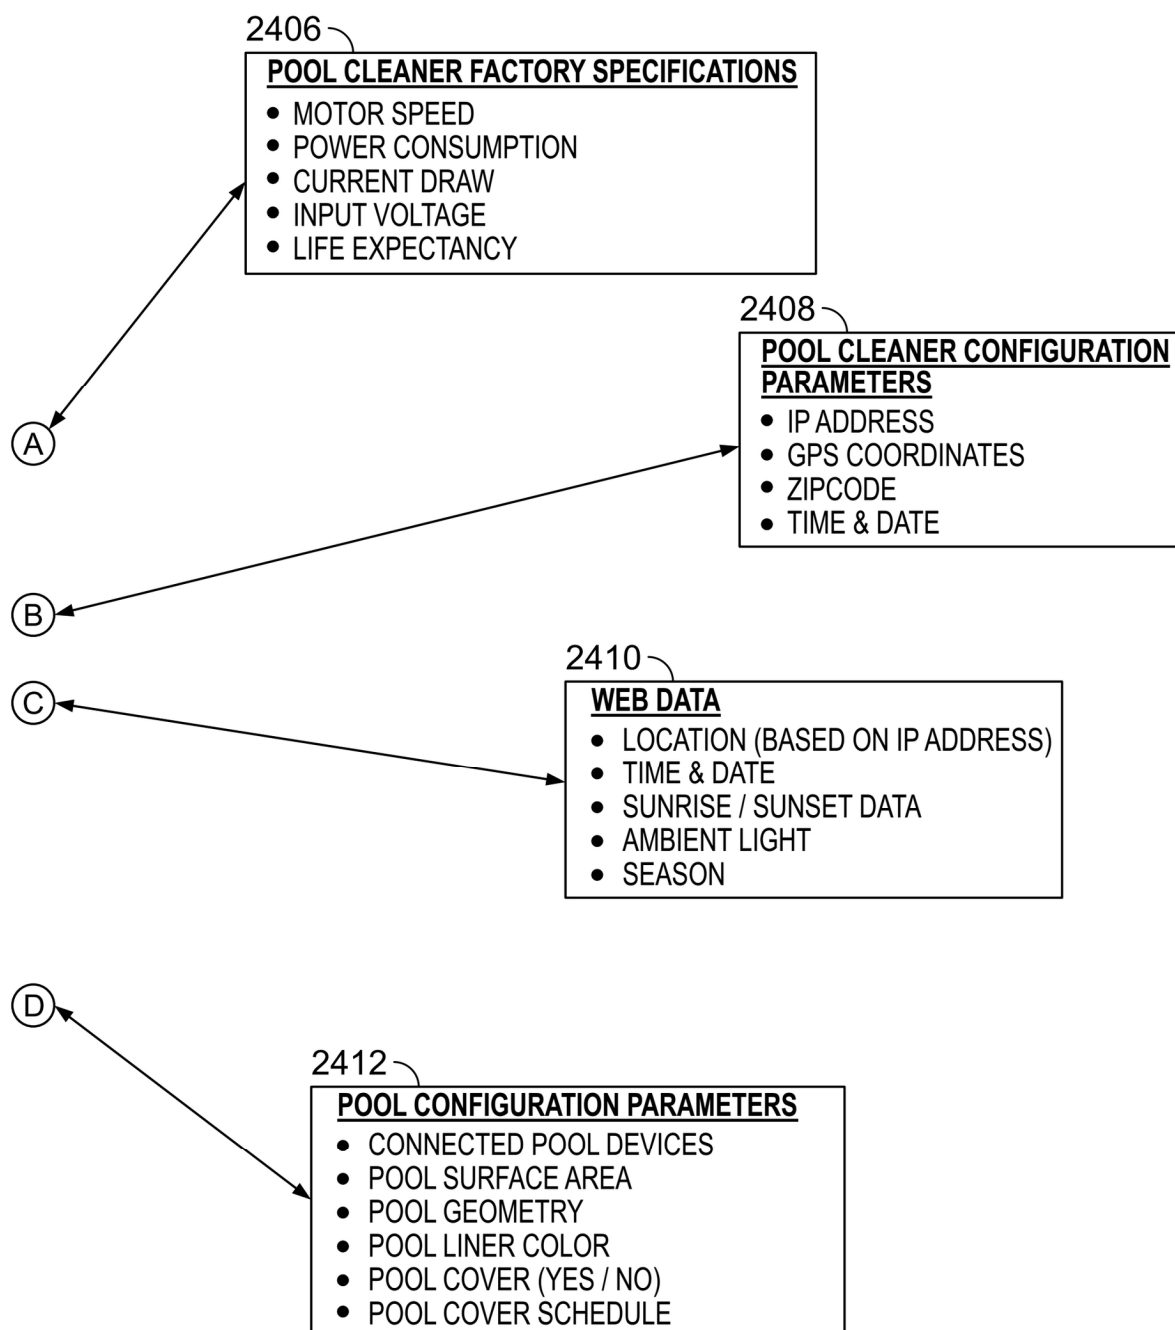 2406
POOL CLEANER FACTORY SPECIFICATIONS
• MOTOR SPEED
• POWER CONSUMPTION
• CURRENT DRAW
• INPUT VOLTAGE
• LIFE EXPECTANCY
2408
POOL CLEANER CONFIGURATION
PARAMETERS
• IP ADDRESS
• GPS COORDINATES
• ZIPCODE
• TIME & DATE
A
B
2410
WEB DATA
• LOCATION (BASED ON IP ADDRESS)
• TIME & DATE
• SUNRISE / SUNSET DATA
• AMBIENT LIGHT
• SEASON
C
D
2412
POOL CONFIGURATION PARAMETERS
• CONNECTED POOL DEVICES
• POOL SURFACE AREA
• POOL GEOMETRY
• POOL LINER COLOR
• POOL COVER (YES / NO)
• POOL COVER SCHEDULE